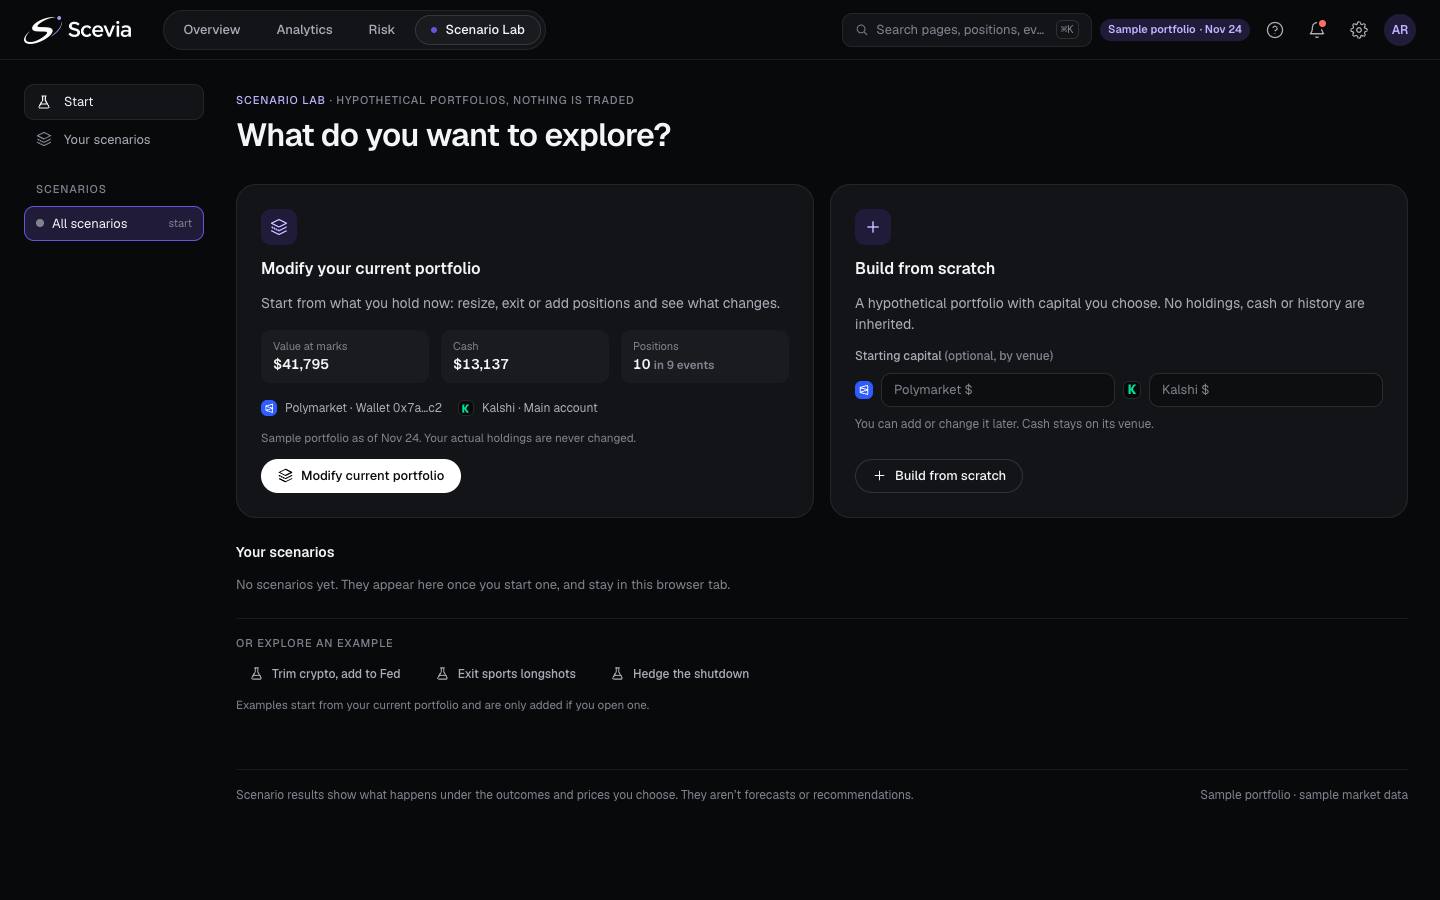 Scevia
Overview
Analytics
Risk
Scenario Lab
Search pages, positions, ev...
⌘K
Sample portfolio · Nov 24
AR
Start
Your scenarios
SCENARIOS
All scenarios
start
SCENARIO LAB · HYPOTHETICAL PORTFOLIOS, NOTHING IS TRADED
What do you want to explore?
Modify your current portfolio
Start from what you hold now: resize, exit or add positions and see what changes.
Value at marks
$41,795
Cash
$13,137
Positions
10 in 9 events
Polymarket · Wallet 0x7a...c2
K
Kalshi · Main account
Sample portfolio as of Nov 24. Your actual holdings are never changed.
Modify current portfolio
Build from scratch
A hypothetical portfolio with capital you choose. No holdings, cash or history are
inherited.
Starting capital (optional, by venue)
Polymarket $
K
Kalshi $
You can add or change it later. Cash stays on its venue.
Build from scratch
Your scenarios
No scenarios yet. They appear here once you start one, and stay in this browser tab.
OR EXPLORE AN EXAMPLE
Trim crypto, add to Fed
Exit sports longshots
Hedge the shutdown
Examples start from your current portfolio and are only added if you open one.
Scenario results show what happens under the outcomes and prices you choose. They aren't forecasts or recommendations.
Sample portfolio · sample market data